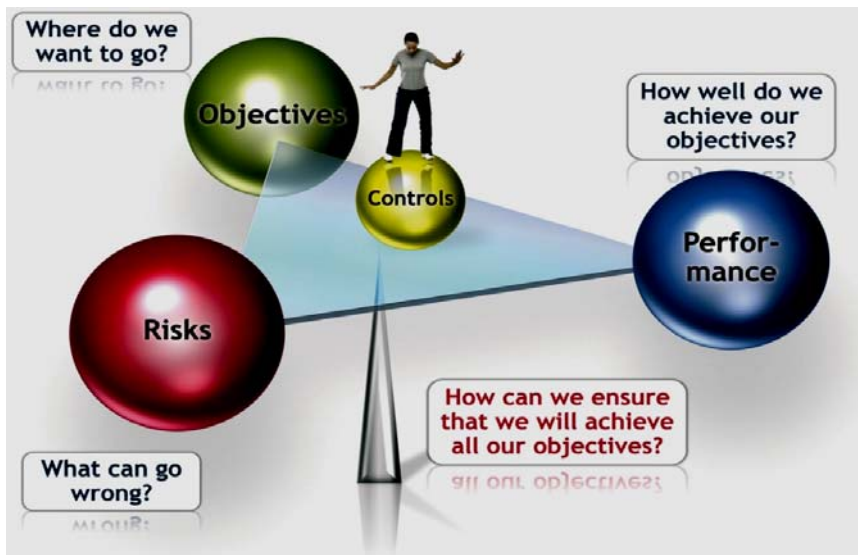 Where do we
want to go?
Objectives
Controls
How well do we
achieve our
objectives?
Perfor-
mance
Risks
How can we ensure
that we will achieve
all our objectives?
What can go
wrong?